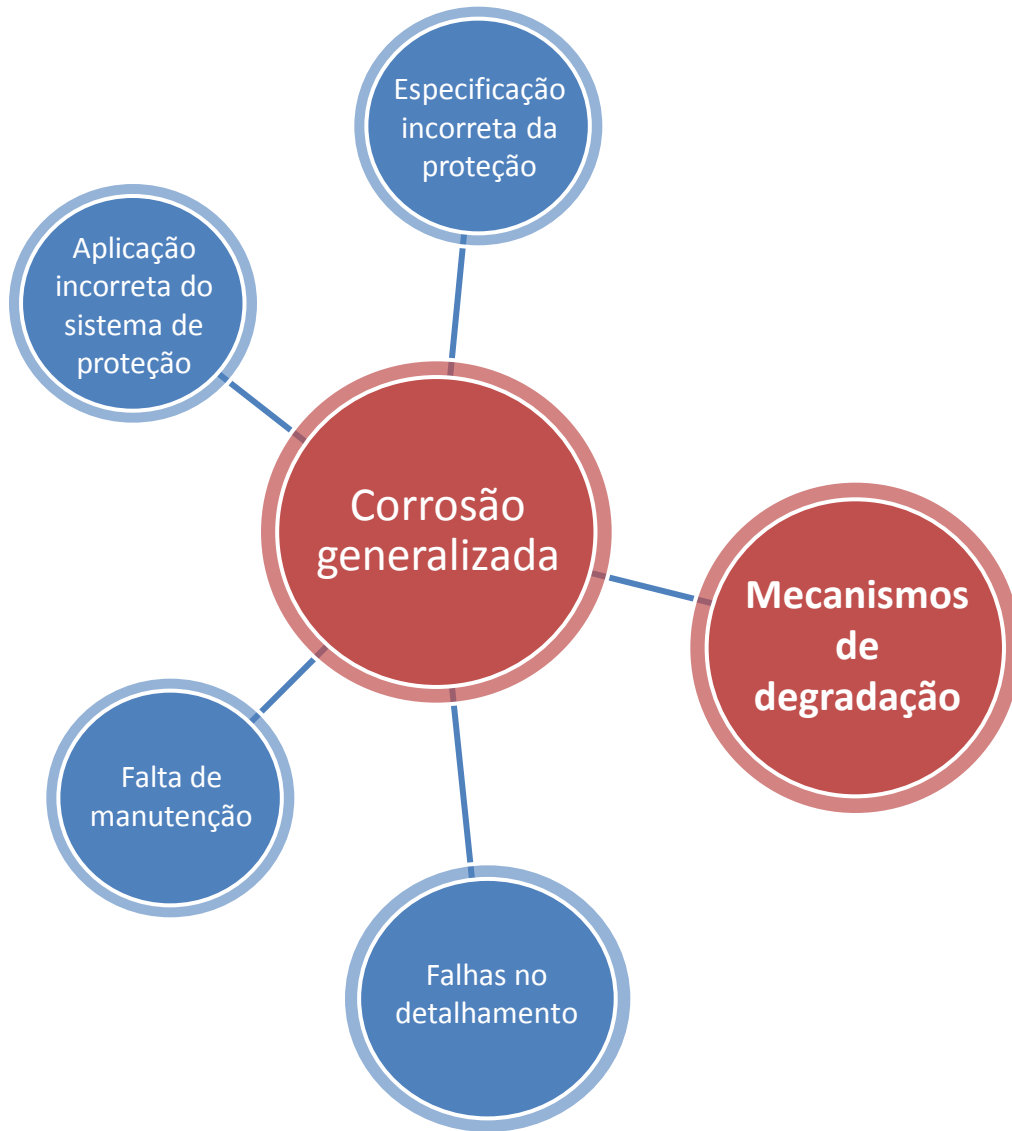 Especificação
incorreta da
proteção
Aplicação
incorreta do
sistema de
proteção
Corrosão
generalizada
Mecanismos
de
degradação
Falta de
manutenção
Falhas no
detalhamento